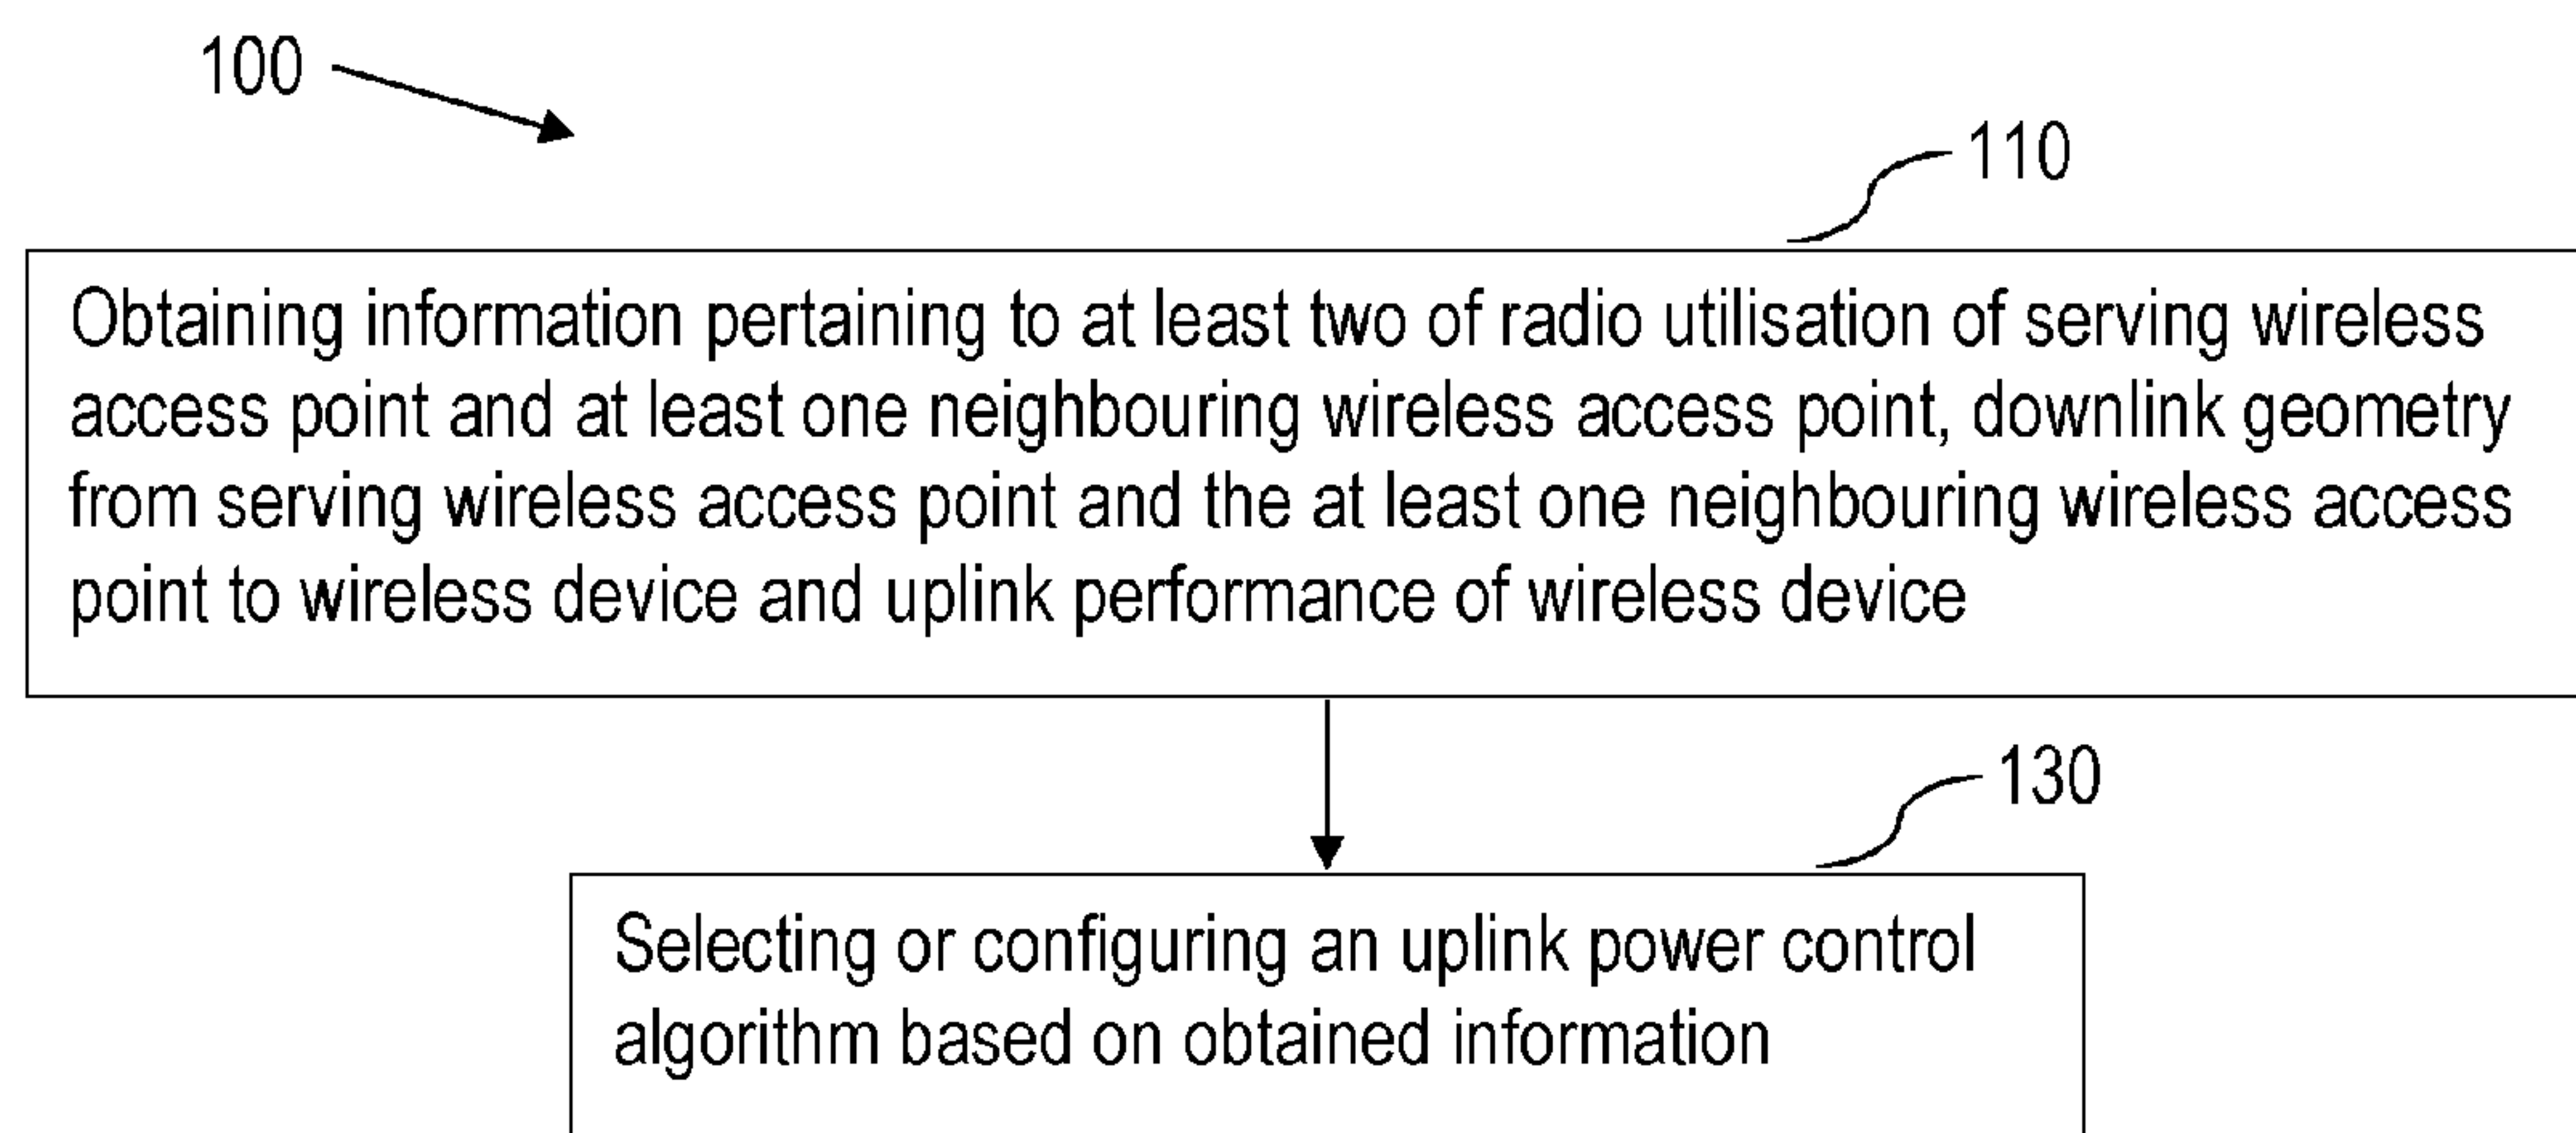 100
110
Obtaining information pertaining to at least two of radio utilisation of serving wireless
access point and at least one neighbouring wireless access point, downlink geometry
from serving wireless access point and the at least one neighbouring wireless access
point to wireless device and uplink performance of wireless device
130
Selecting or configuring an uplink power control
algorithm based on obtained information